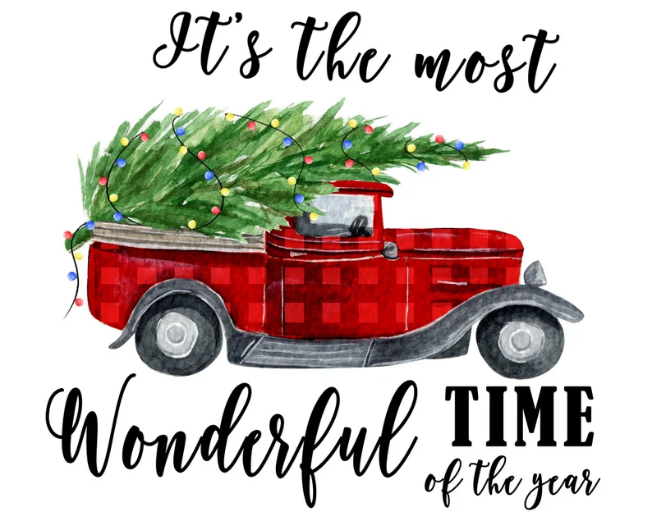 It's the most
Wonderful TIME
of the year